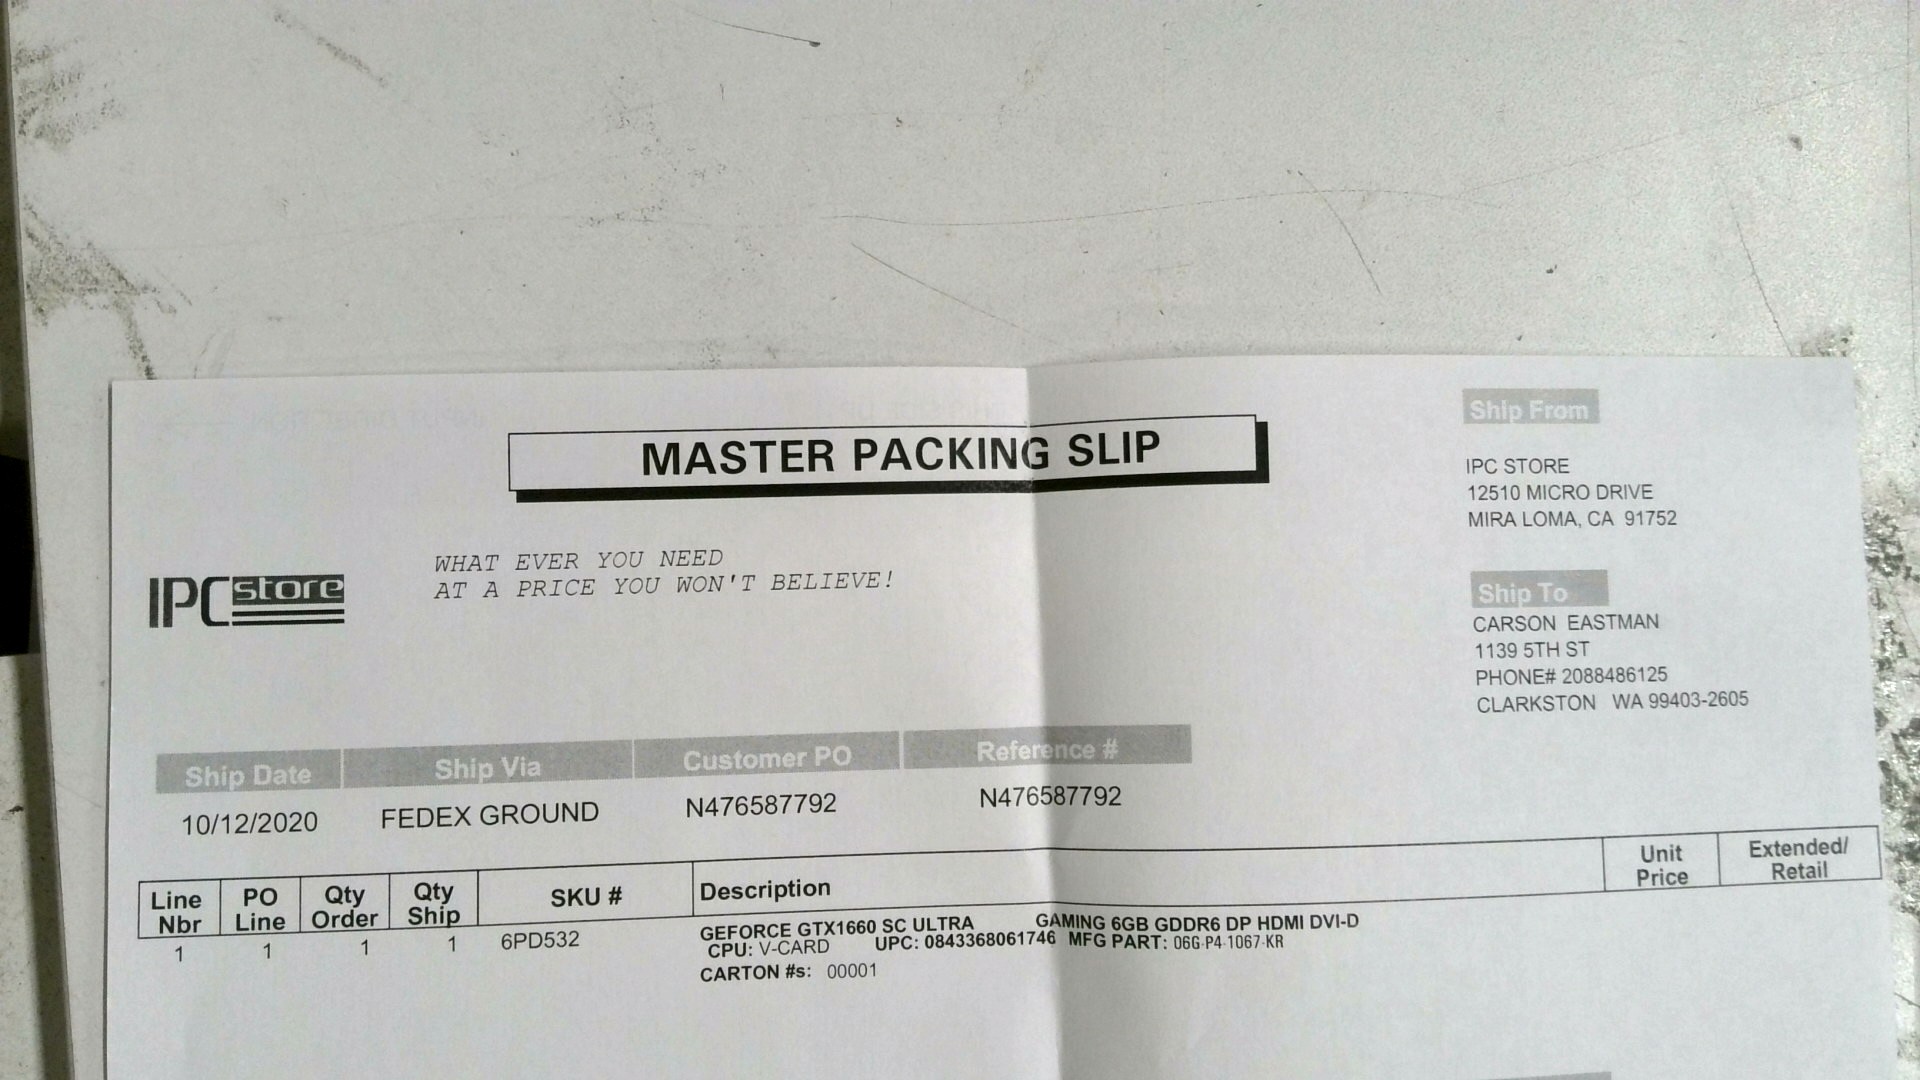 MASTER PACKING SLIP
Ship From
IPC STORE
12510 MICRO DRIVE
MIRA LOMA, CA 91752
IPC store
WHAT EVER YOU NEED
AT A PRICE YOU WON'T BELIEVE!
Ship To
CARSON EASTMAN
1139 5TH ST
PHONE# 2088486125
CLARKSTON WA 99403-2605
Ship Date Ship Via Customer PO Reference #
10/12/2020 FEDEX GROUND N476587792 N476587792
Line Nbr PO Line Qty Order Qty Ship SKU # Description Unit Price Extended/ Retail
1 1 1 1 6PD532 GEFORCE GTX1660 SC ULTRA GAMING 6GB GDDR6 DP HDMI DVI-D
CPU: V-CARD UPC: 0843368061746 MFG PART: 06G-P4-1067-KR
CARTON #s: 00001